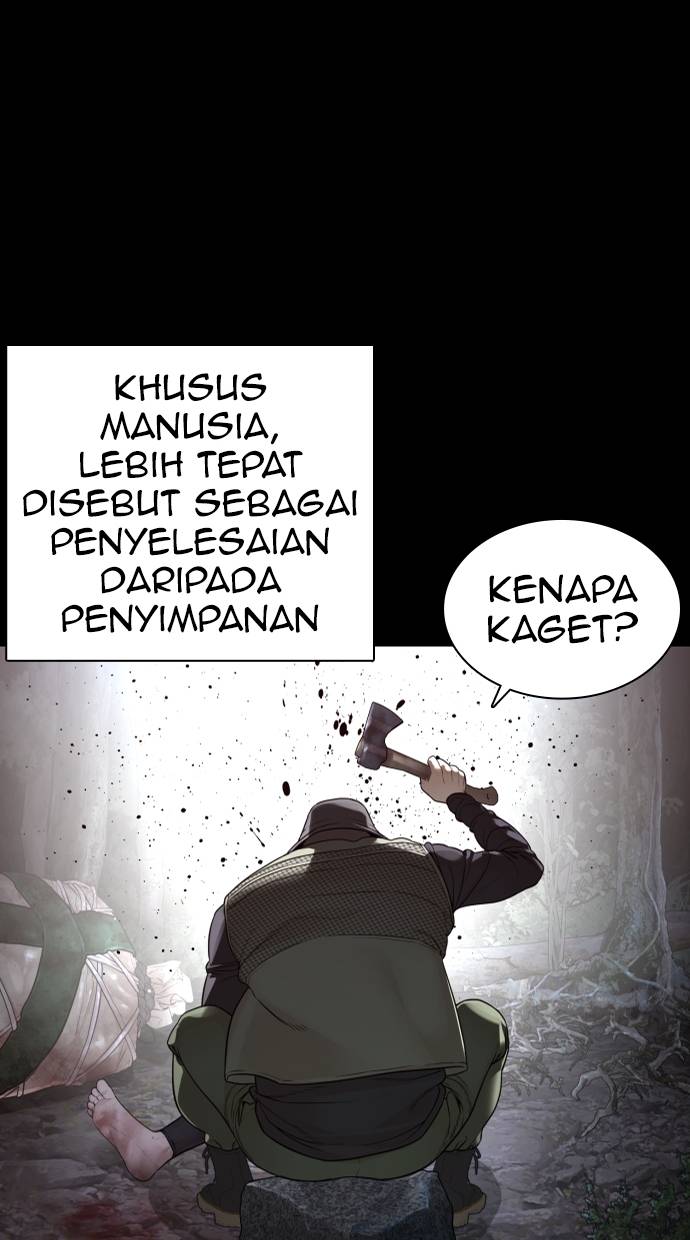 KHUSUS
MANUSIA,
LEBIH TEPAT
DISEBUT SEBAGAI
PENYELESAIAN
DARIPADA
PENYIMPANAN
KENAPA
KAGET?